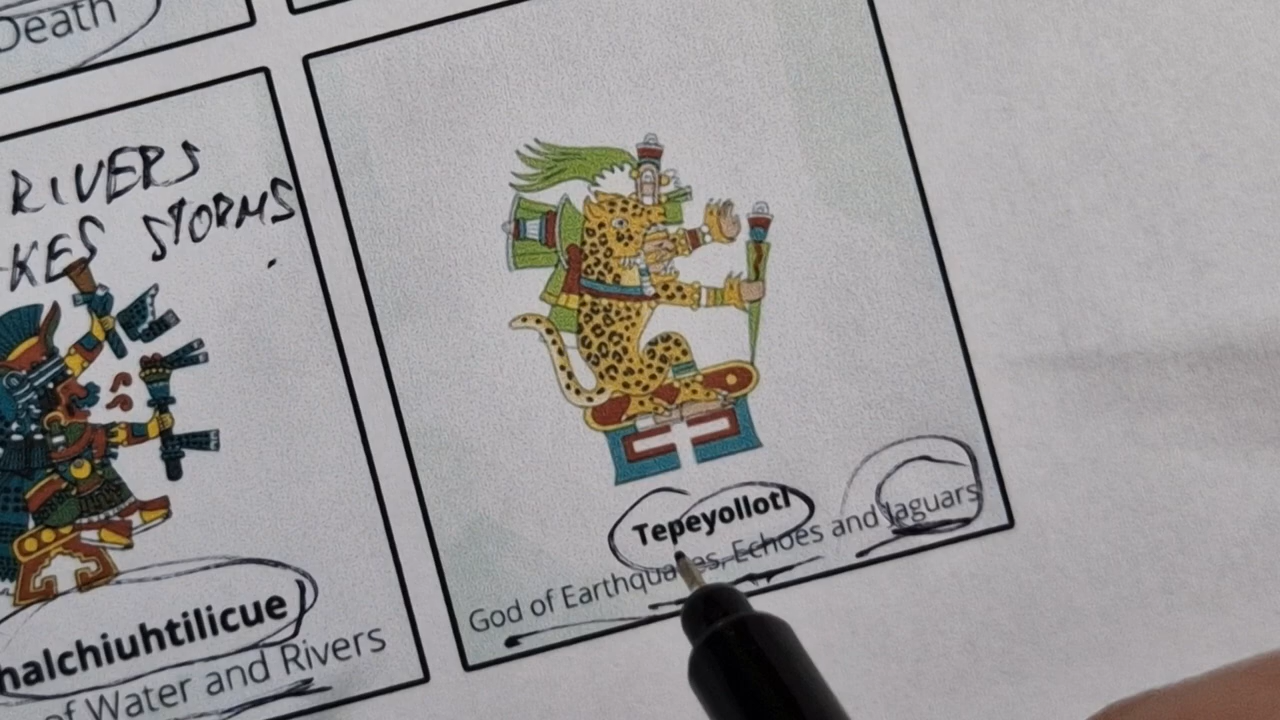 Death
RIVERS
KES STORMS
halchiuhtilicue
of Water and Rivers
Tepeyollotl
God of Earthquakes, Echoes and Jaguars